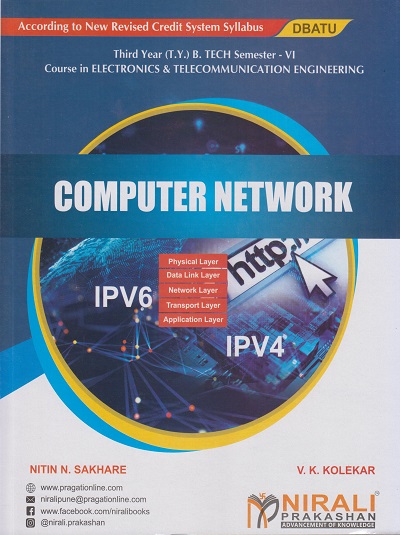 According to New Revised Credit System Syllabus
DBATU
Third Year (T.Y.) B. TECH Semester - VI
Course in ELECTRONICS & TELECOMMUNICATION ENGINEERING
COMPUTER NETWORK
http:
Physical Layer
Data Link Layer
Network Layer
Transport Layer
Application Layer
IPV6
IPV4
NITIN N. SAKHARE
V. K. KOLEKAR
www.pragationline.com
niralipune@pragationline.com
www.facebook.com/niralibooks
@nirali.prakashan
NIRALI
PRAKASHAN
ADVANCEMENT OF KNOWLEDGE